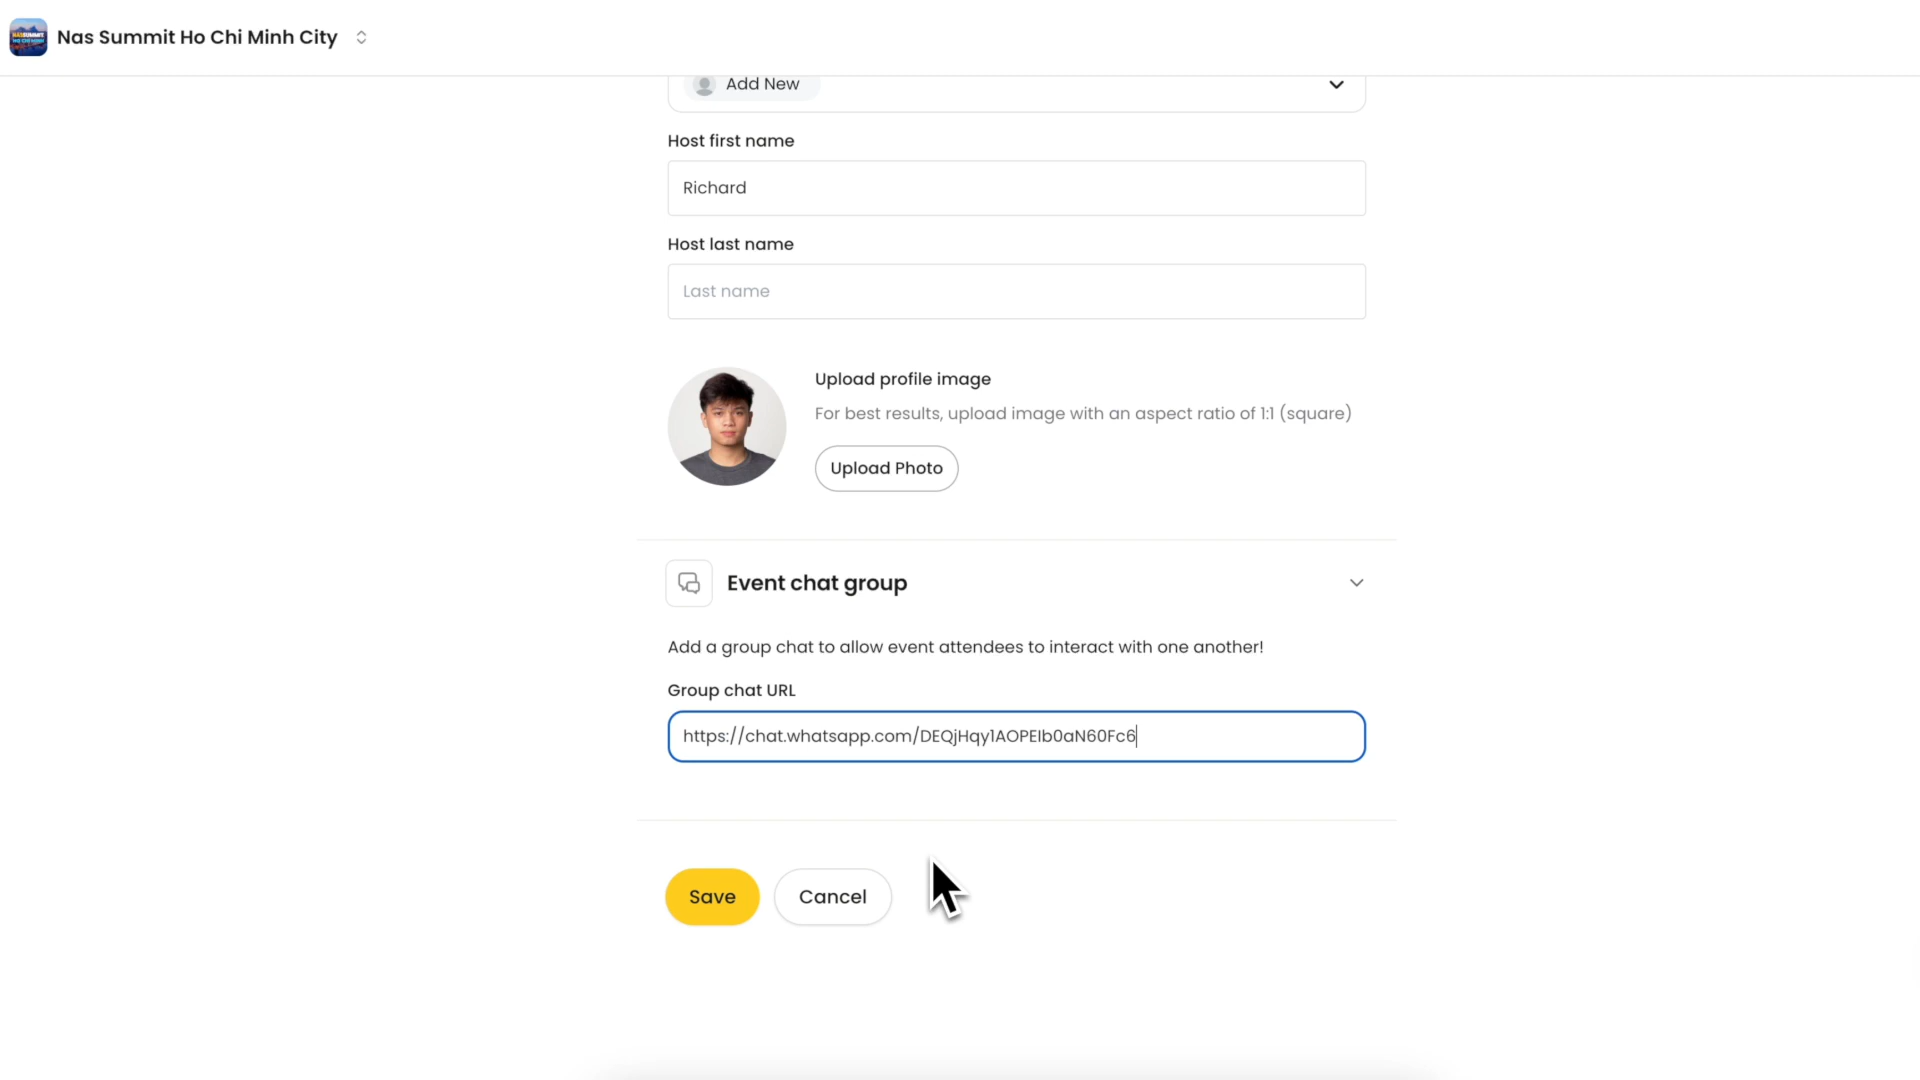 Nas Summit Ho Chi Minh City
Add New
Host first name
Richard
Host last name
Last name
Upload profile image
For best results, upload image with an aspect ratio of 1:1 (square)
Upload Photo
Event chat group
Add a group chat to allow event attendees to interact with one another!
Group chat URL
https://chat.whatsapp.com/DEQjHqy1AOPEIb0aN60Fc6
Save
Cancel